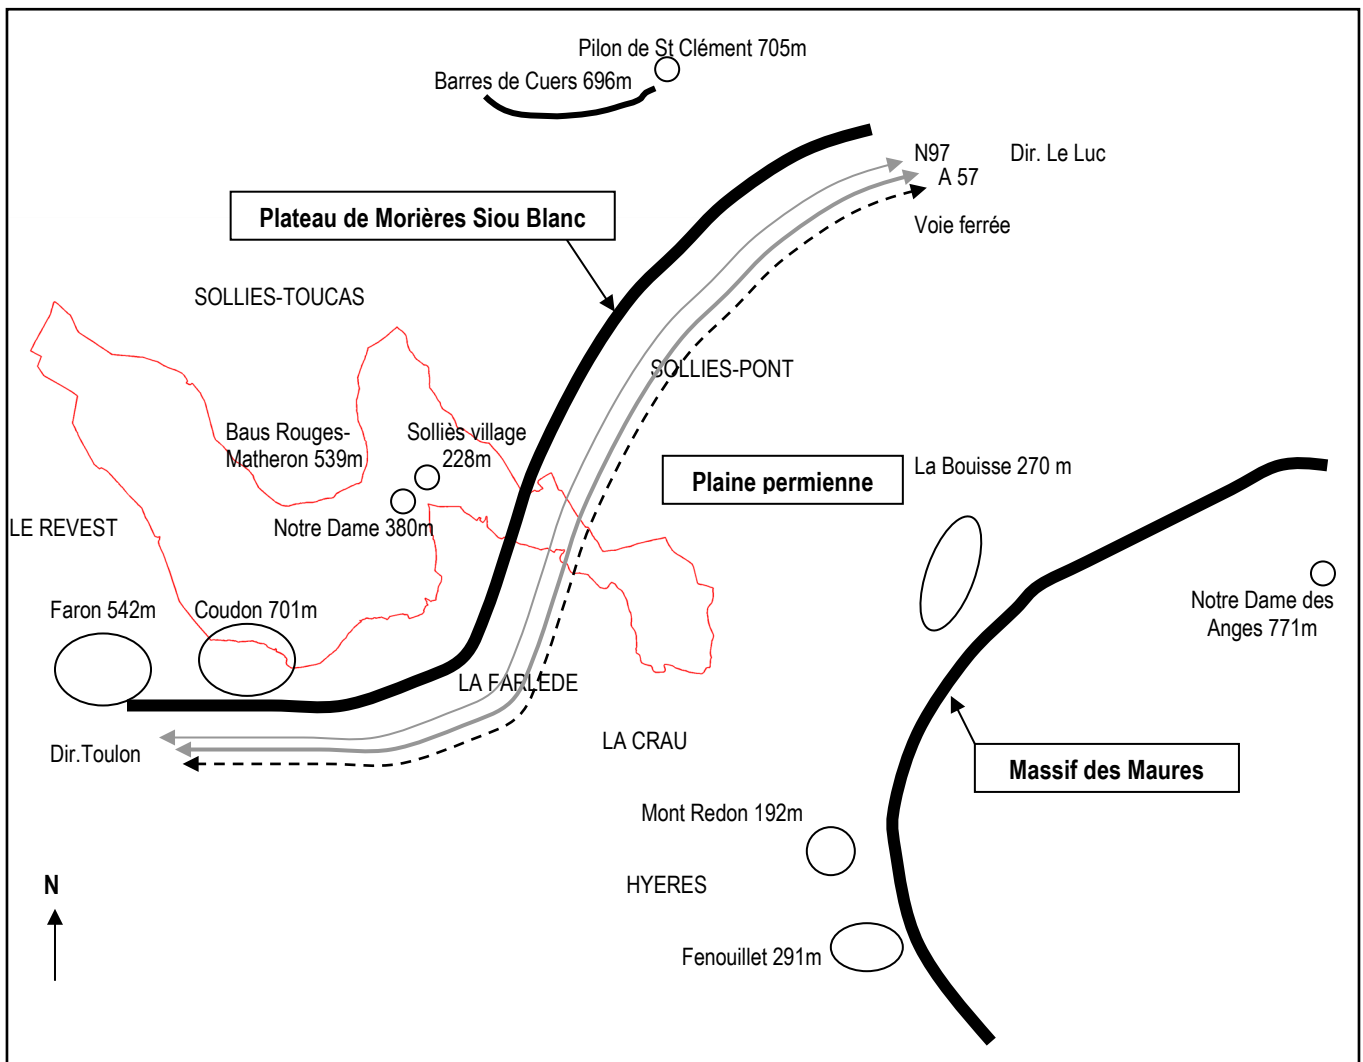 Pilon de St Clément 705m
Barres de Cuers 696m
N97
Dir. Le Luc
A 57
Plateau de Morières Siou Blanc
Voie ferrée
SOLLIES-TOUCAS
SOLLIES-PONT
Baus Rouges-
Matheron 539m
Solliès village
228m
Plaine permienne
La Bouisse 270 m
LE REVEST
Notre Dame 380m
Faron 542m
Coudon 701m
Notre Dame des
Anges 771m
LA FARLEDE
LA CRAU
Dir.Toulon
Massif des Maures
Mont Redon 192m
N
HYERES
Fenouillet 291m